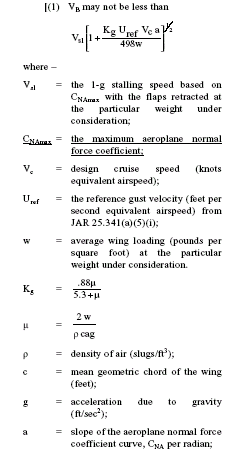 [(1) V_B may not be less than
V_sl [1 + K_g U_ref V_c a / 498w]^½
where –
V_sl = the 1-g stalling speed based on
C_NAmax with the flaps retracted at
the particular weight under
consideration;
C_NAmax = the maximum aeroplane normal
force coefficient;
V_c = design cruise speed (knots
equivalent airspeed);
U_ref = the reference gust velocity (feet per
second equivalent airspeed) from
JAR 25.341(a)(5)(i);
w = average wing loading (pounds per
square foot) at the particular
weight under consideration.
K_g = .88μ / 5.3+μ
μ = 2 w / ρ cag
ρ = density of air (slugs/ft³);
c = mean geometric chord of the wing
(feet);
g = acceleration due to gravity
(ft/sec²);
a = slope of the aeroplane normal force
coefficient curve, C_NA per radian;